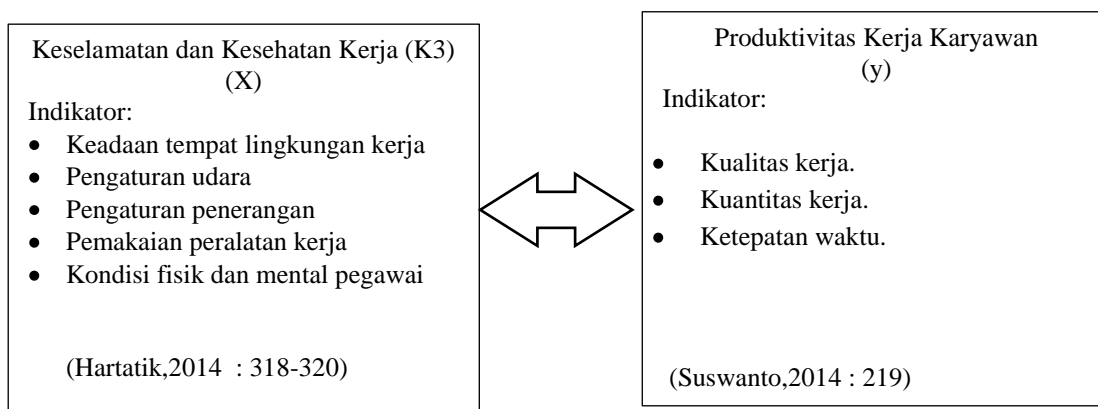 Keselamatan dan Kesehatan Kerja (K3)
(X)
Indikator:
• Keadaan tempat lingkungan kerja
• Pengaturan udara
• Pengaturan penerangan
• Pemakaian peralatan kerja
• Kondisi fisik dan mental pegawai
(Hartatik,2014 : 318-320)
Produktivitas Kerja Karyawan
(y)
Indikator:
• Kualitas kerja.
• Kuantitas kerja.
• Ketepatan waktu.
(Suswanto,2014 : 219)